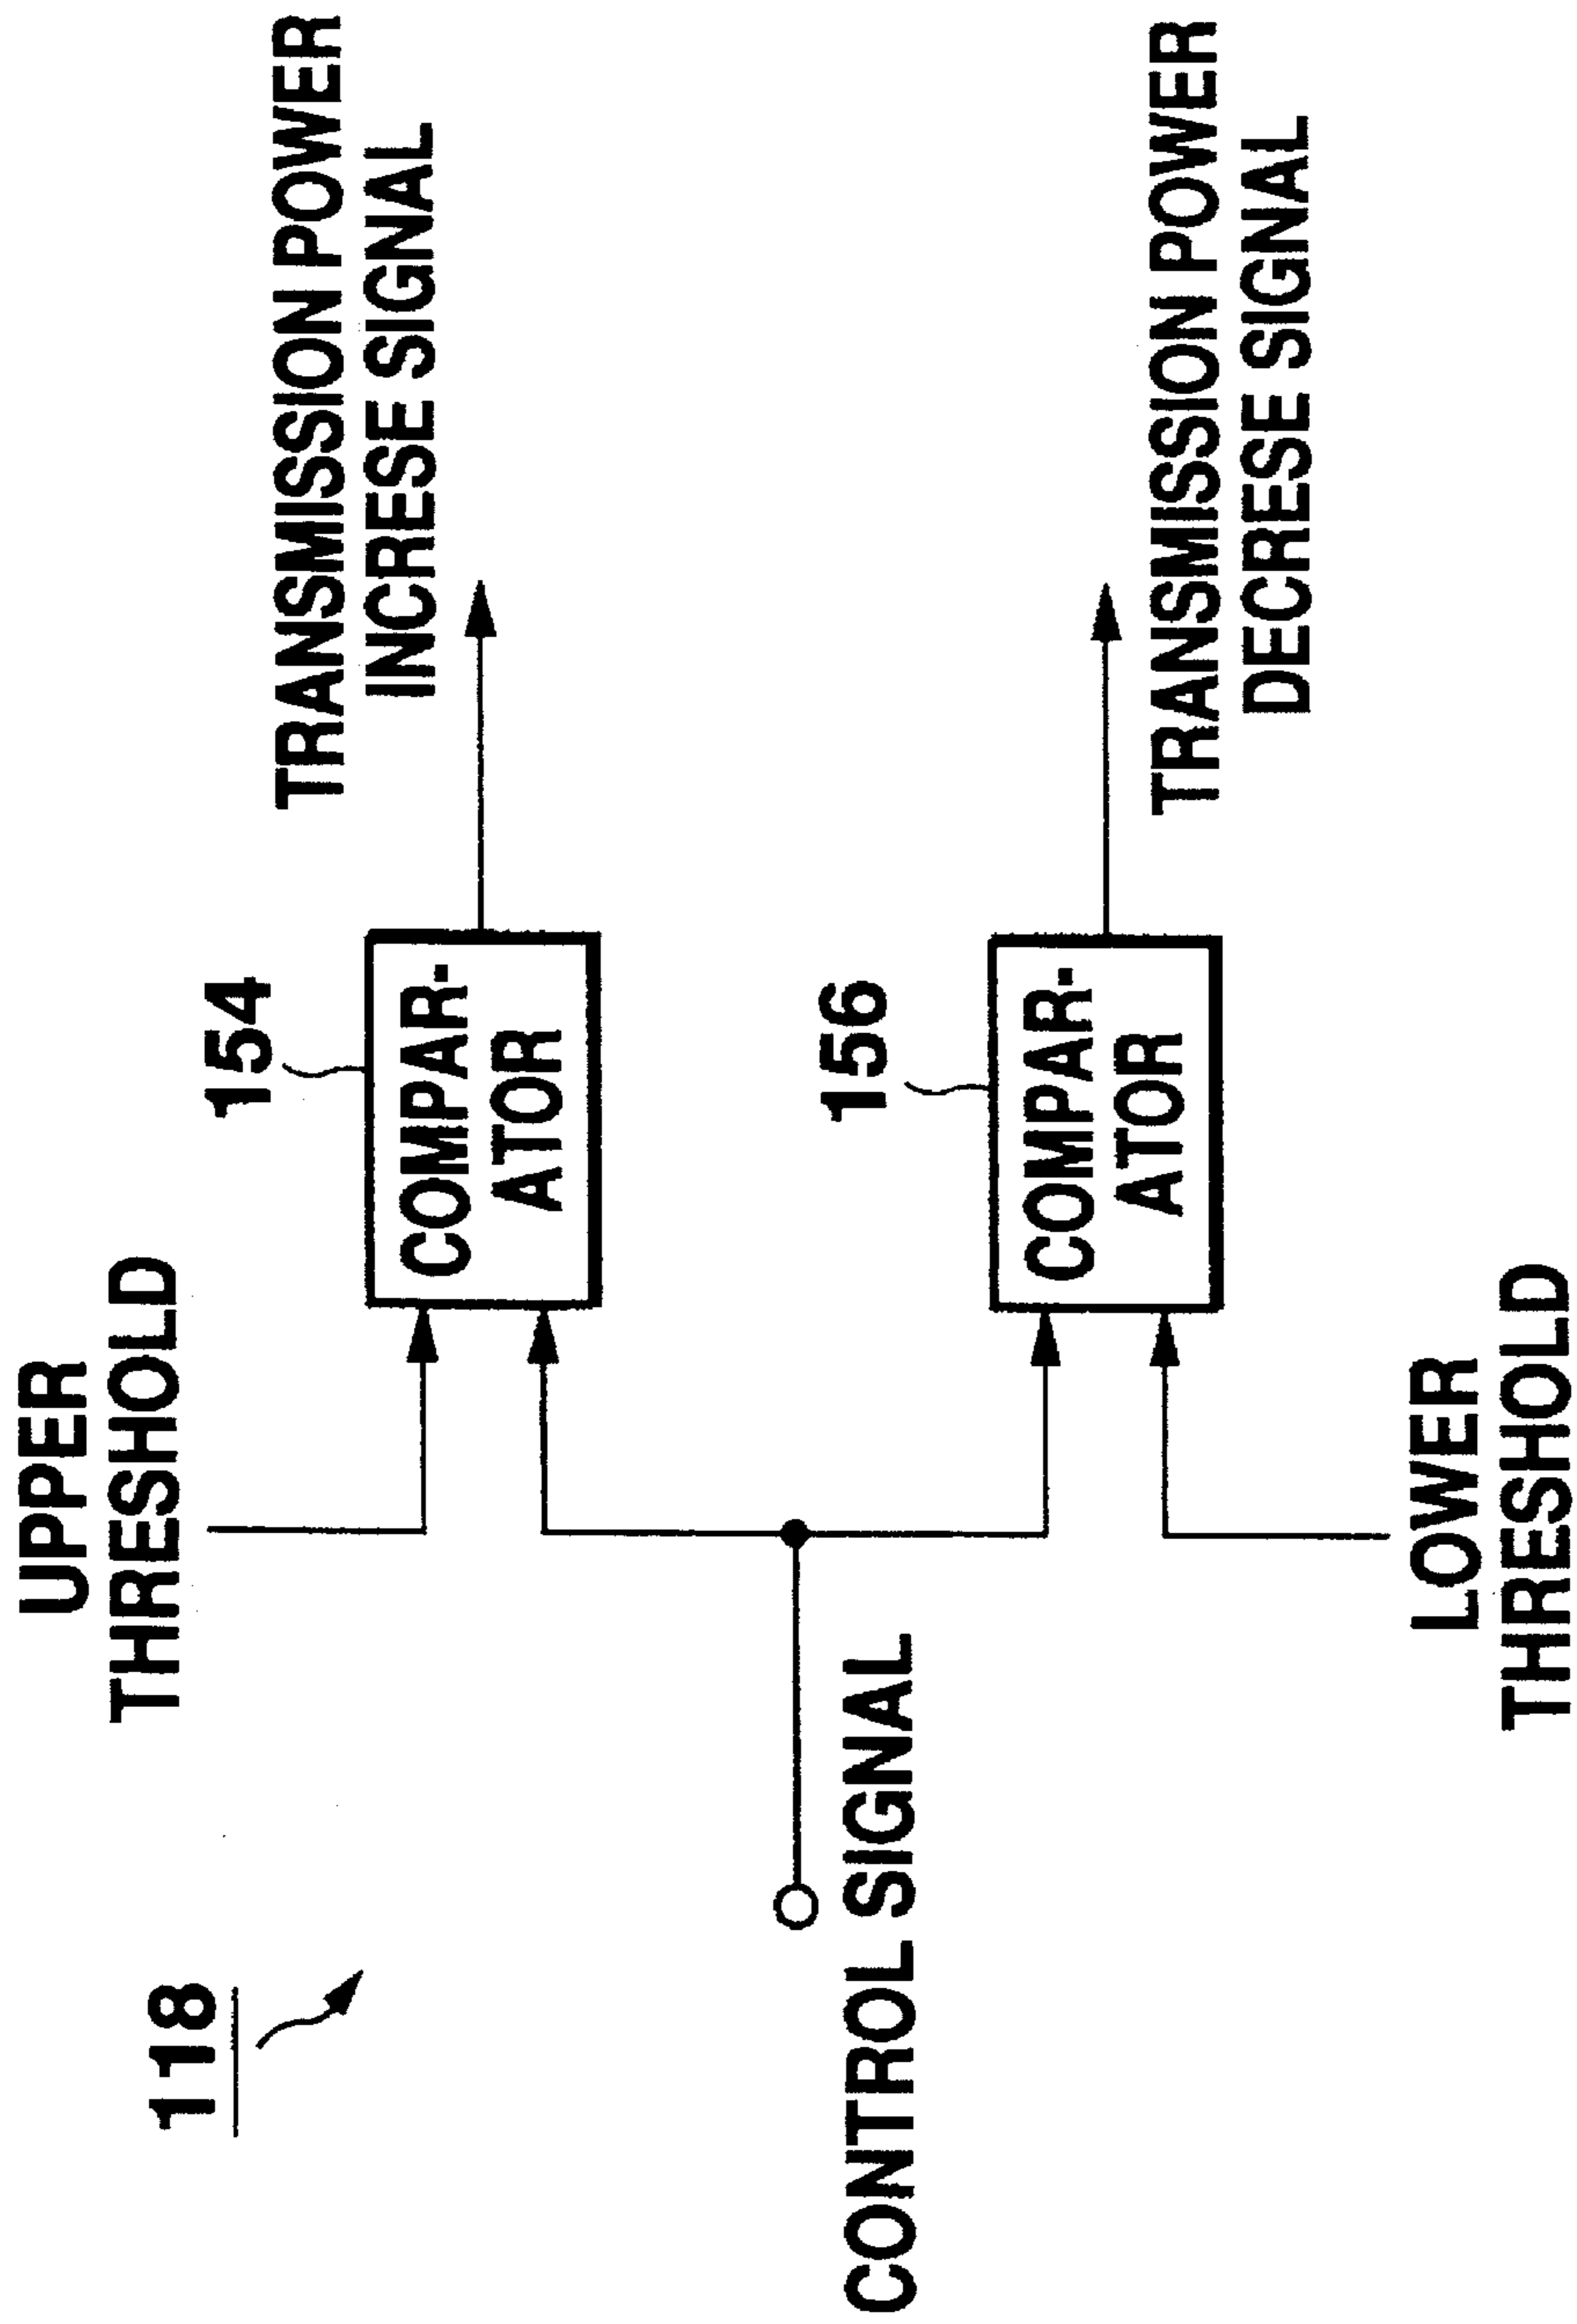 118
UPPER
THRESHOLD
154
COMPAR-
ATOR
TRANSMISSION POWER
INCRESE SIGNAL
CONTROL SIGNAL
156
COMPAR-
ATOR
TRANSMISSION POWER
DECRESE SIGNAL
LOWER
THRESHOLD